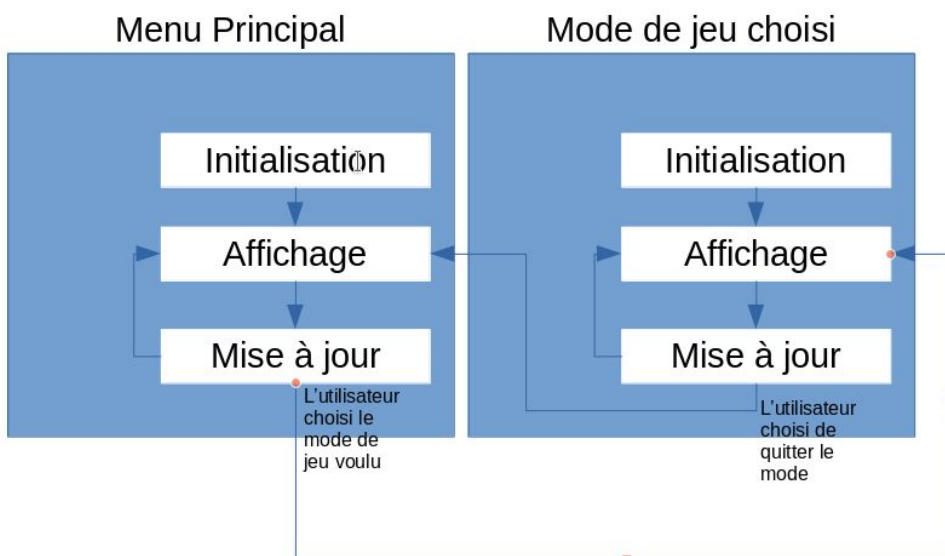 Menu Principal
Mode de jeu choisi
Initialisation
Initialisation
Affichage
Affichage
Mise à jour
Mise à jour
L'utilisateur
choisi le
mode de
jeu voulu
L'utilisateur
choisi de
quitter le
mode